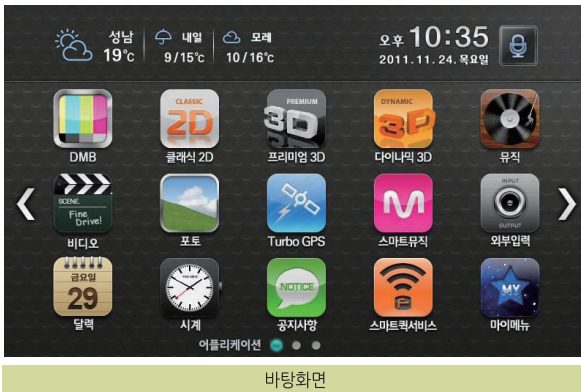 성남 내일 모레 오후 10:35
19°c 9/15°c 10/16°c 2011.11.24. 목요일
CLASSIC PREMIUM DYNAMIC
2D 3D 3D
DMB 클래식 2D 프리미엄 3D 다이나믹 3D 뮤직
SCENE. INPUT
Fine
Drive!
OUTPUT
비디오 포토 Turbo GPS 스마트뮤직 외부입력
금요일
29 NOTICE MY
달력 시계 공지사항 스마트퀵서비스 마이메뉴
어플리케이션
바탕화면